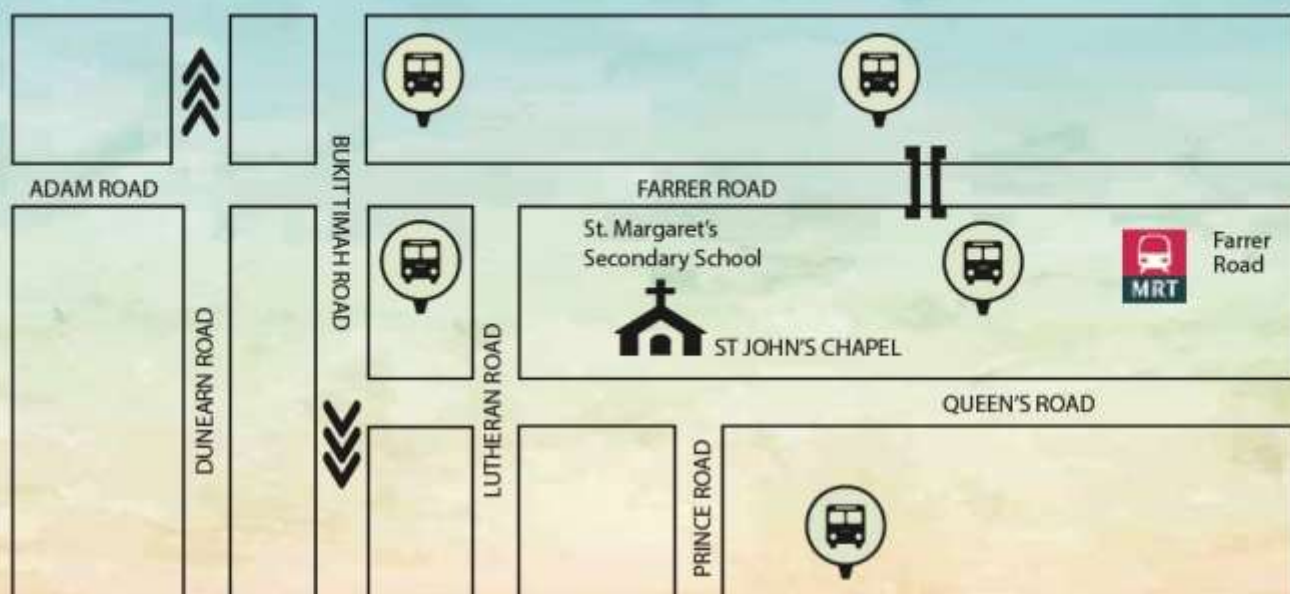 ADAM ROAD
BUKIT TIMAH ROAD
FARRER ROAD
St. Margaret's
Secondary School
Farrer
Road
MRT
ST JOHN'S CHAPEL
DUNEARN ROAD
LUTHERAN ROAD
QUEEN'S ROAD
PRINCE ROAD